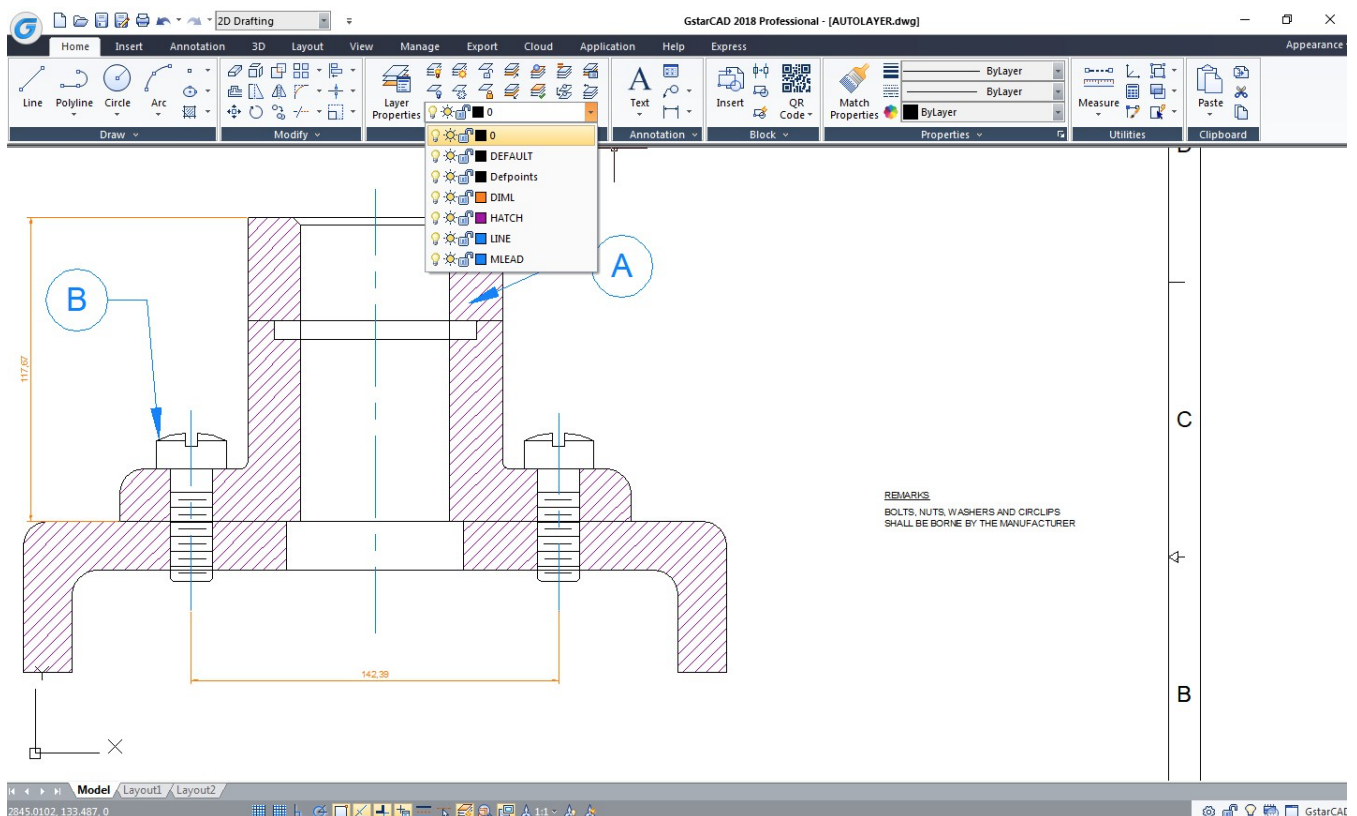 2D Drafting
GstarCAD 2018 Professional - [AUTOLAYER.dwg]
Home Insert Annotation 3D Layout View Manage Export Cloud Application Help Express
Appearance
Line Polyline Circle Arc
Draw
Modify
Layer Properties
0
Text
Annotation
Insert
QR Code
Block
Match Properties
ByLayer
ByLayer
ByLayer
Properties
Measure
Utilities
Paste
Clipboard
0
DEFAULT
Defpoints
DIML
HATCH
LINE
MLEAD
A
B
117,67
142,39
REMARKS
BOLTS, NUTS, WASHERS AND CIRCLIPS
SHALL BE BORNE BY THE MANUFACTURER
C
B
Y
X
Model Layout1 Layout2
2845.0102, 133.487, 0
1:1
GstarCAD